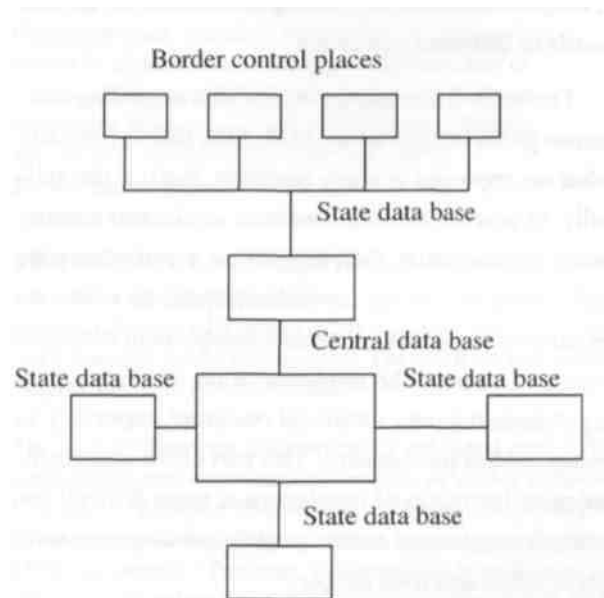 Border control places
State data base
Central data base
State data base
State data base
State data base